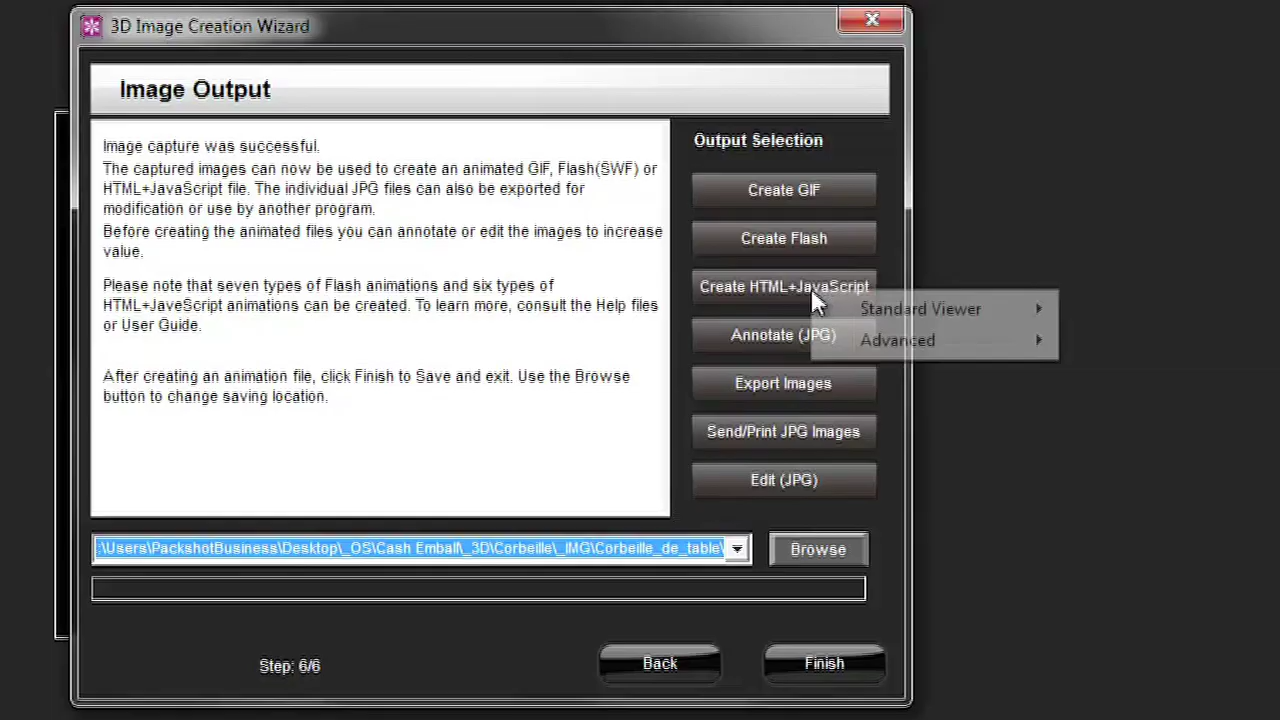 3D Image Creation Wizard
Image Output
Image capture was successful.
The captured images can now be used to create an animated GIF, Flash(SWF) or
HTML+JavaScript file. The individual JPG files can also be exported for
modification or use by another program.
Before creating the animated files you can annotate or edit the images to increase
value.
Please note that seven types of Flash animations and six types of
HTML+JaveScript animations can be created. To learn more, consult the Help files
or User Guide.
After creating an animation file, click Finish to Save and exit. Use the Browse
button to change saving location.
Output Selection
Create GIF
Create Flash
Create HTML+JavaScript
Standard Viewer
Annotate (JPG)
Advanced
Export Images
Send/Print JPG Images
Edit (JPG)
:\Users\PackshotBusiness\Desktop\_OS\Cash Emball\_3D\Corbeille\_IMG\Corbeille_de_table\
Browse
Step: 6/6
Back
Finish